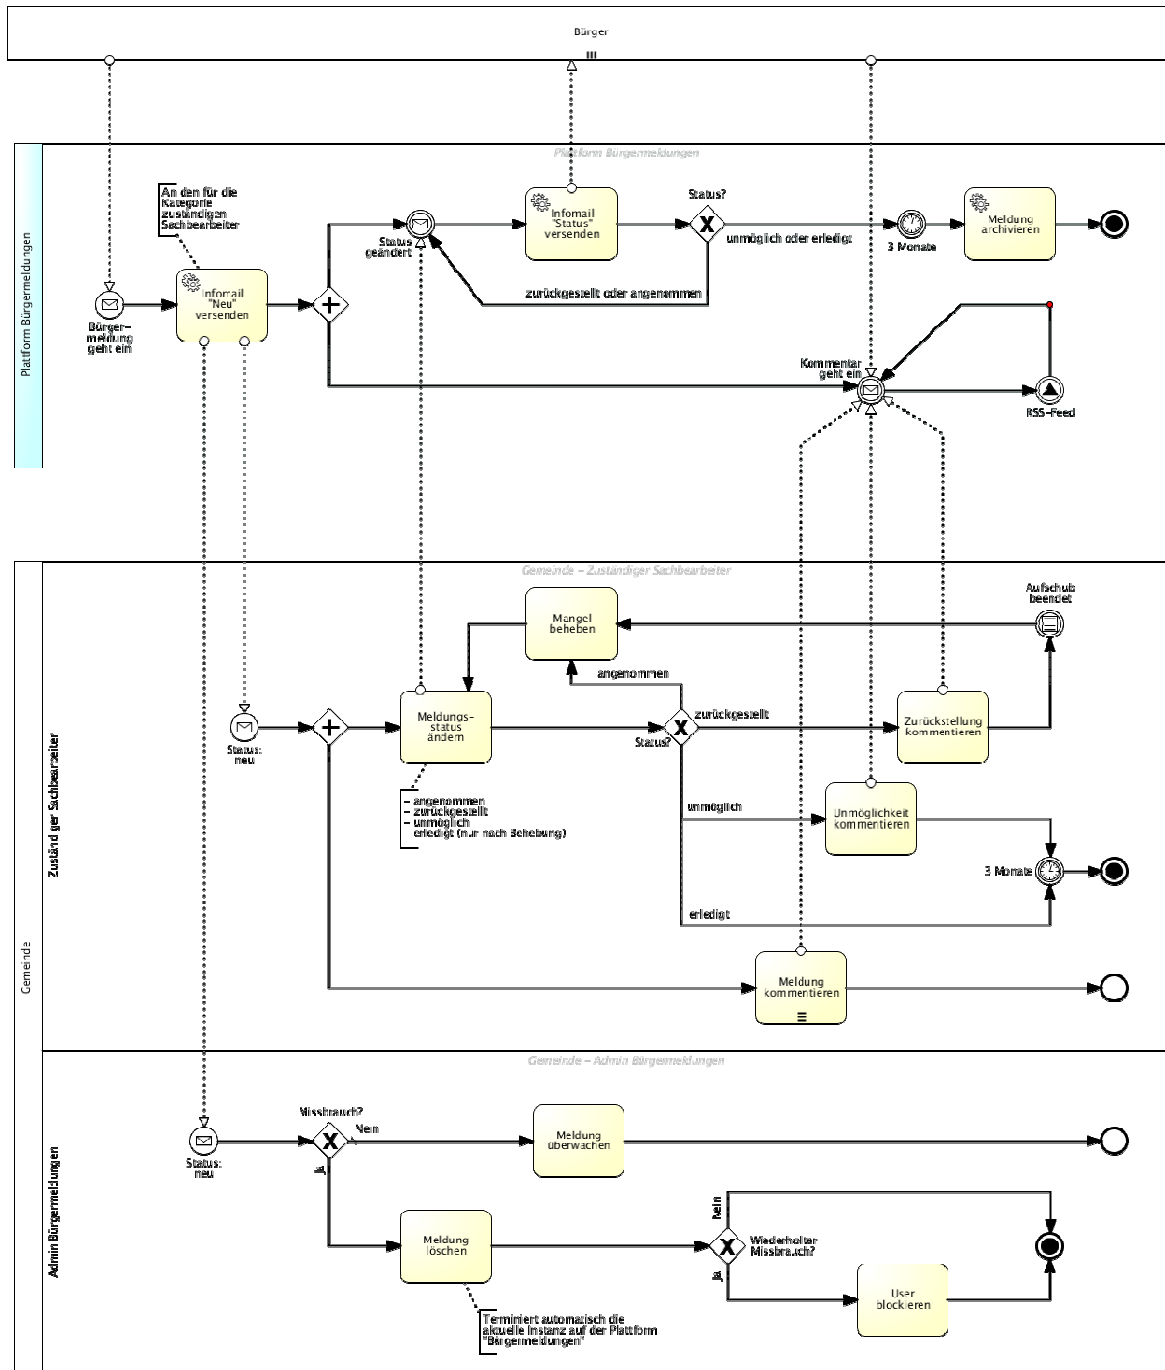 Bürger
Plattform Bürgermeldungen
Plattform Bürgermeldungen
An den für die
Kategorie
zuständigen
Sachbearbeiter
Bürger-
meldung
geht ein
Infomail
"Neu"
versenden
Status
geändert
Infomail
"Status"
versenden
Status?
unmöglich oder erledigt
zurückgestellt oder angenommen
3 Monate
Meldung
archivieren
Kommentar
geht ein
RSS-Feed
Gemeinde
Gemeinde - Zuständiger Sachbearbeiter
Zuständiger Sachbearbeiter
Mangel
beheben
Aufschub
beendet
angenommen
Status:
neu
Meldungs-
status
ändern
Status?
zurückgestellt
Zurückstellung
kommentieren
- angenommen
- zurückgestellt
- unmöglich
- erledigt (nur nach Behebung)
unmöglich
Unmöglichkeit
kommentieren
3 Monate
erledigt
Meldung
kommentieren
Gemeinde - Admin Bürgermeldungen
Admin Bürgermeldungen
Status:
neu
Missbrauch?
Nein
Ja
Meldung
überwachen
Meldung
löschen
Terminiert automatisch die
aktuelle Instanz auf der Plattform
"Bürgermeldungen"
Nein
Wiederholter
Missbrauch?
Ja
User
blockieren